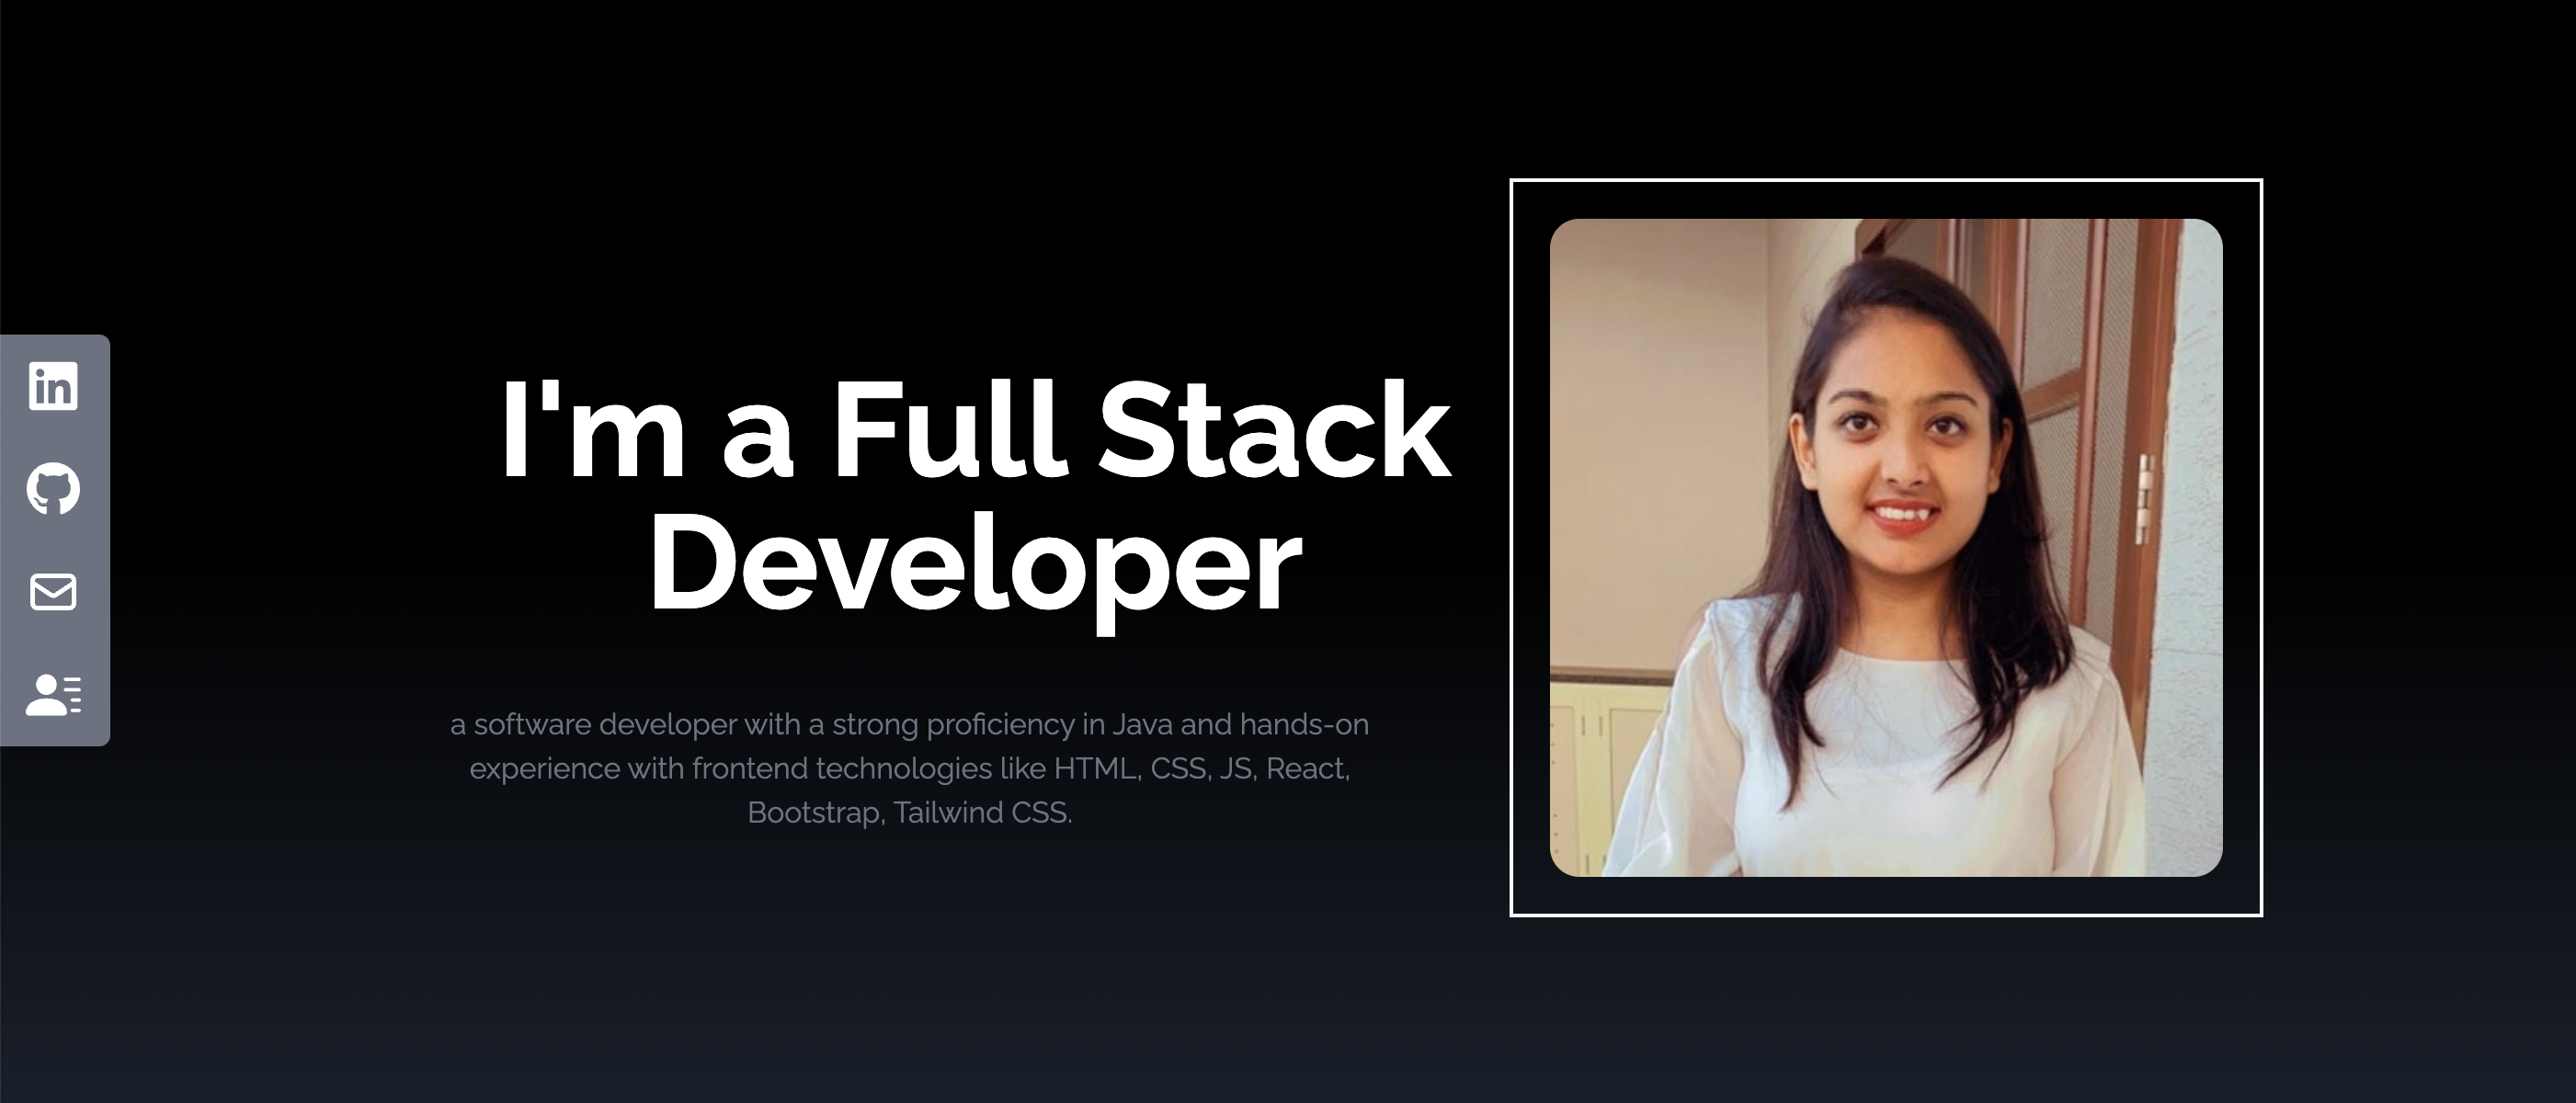 in
I'm a Full Stack
Developer
a software developer with a strong proficiency in Java and hands-on
experience with frontend technologies like HTML, CSS, JS, React,
Bootstrap, Tailwind CSS.